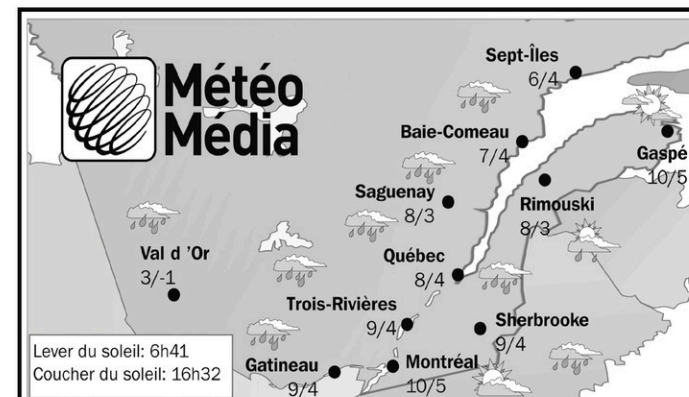 Météo
Média
Sept-Îles
6/4
Baie-Comeau
7/4
Gaspé
10/5
Saguenay
8/3
Rimouski
8/3
Val d ’Or
3/-1
Québec
8/4
Trois-Rivières
9/4
Sherbrooke
9/4
Gatineau
9/4
Montréal
10/5
Lever du soleil: 6h41
Coucher du soleil: 16h32